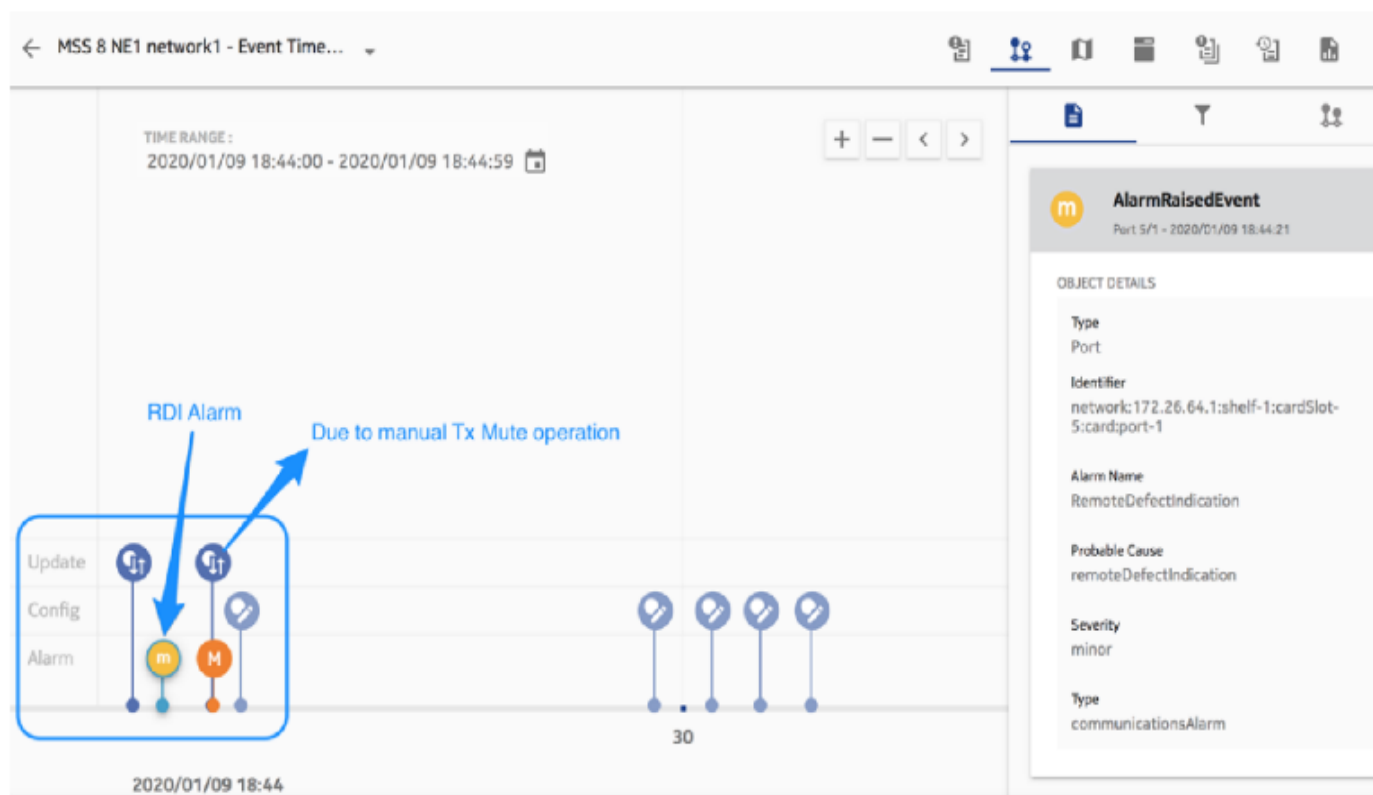 MSS 8 NE1 network1 - Event Time...
TIME RANGE :
2020/01/09 18:44:00 - 2020/01/09 18:44:59
RDI Alarm
Due to manual Tx Mute operation
Update
Config
Alarm
m
M
30
2020/01/09 18:44
m
AlarmRaisedEvent
Port 5/1 - 2020/01/09 18:44:21
OBJECT DETAILS
Type
Port
Identifier
network:172.26.64.1:shelf-1:cardSlot-
5:card:port-1
Alarm Name
RemoteDefectIndication
Probable Cause
remoteDefectIndication
Severity
minor
Type
communicationsAlarm